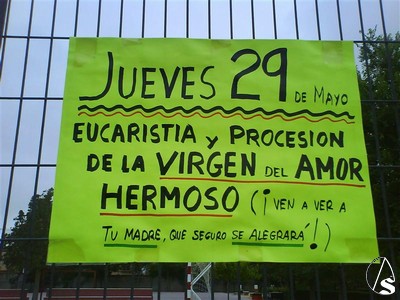 JUEVES 29 DE MAYO
EUCARISTIA y PROCESION
DE LA VIRGEN DEL AMOR
HERMOSO (¡VEN A VER A
TU MADRE, QUE SEGURO SE ALEGRARÁ!)